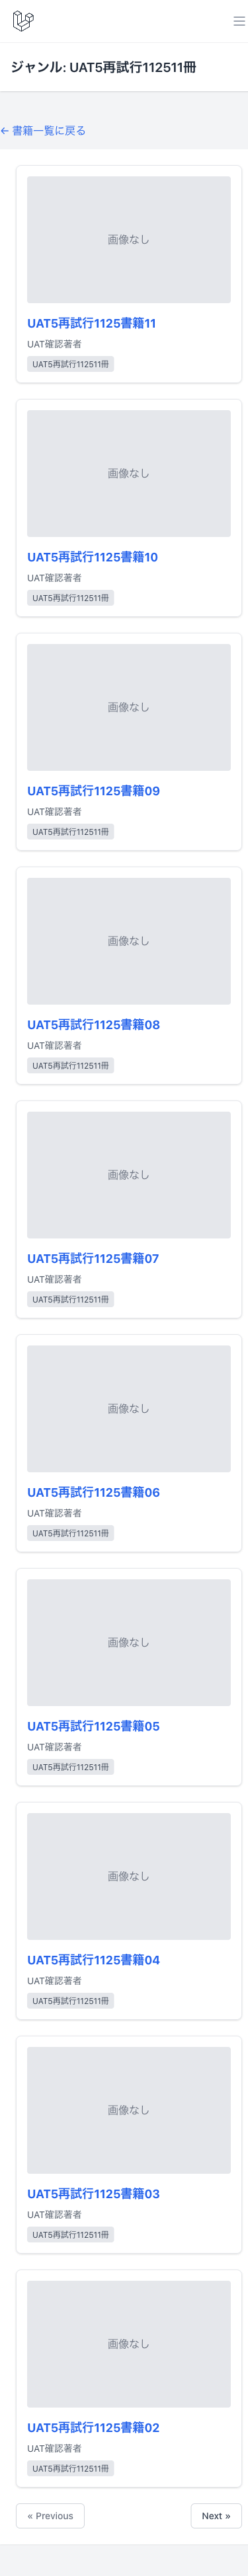 ジャンル: UAT5再試行112511冊
← 書籍一覧に戻る
画像なし
UAT5再試行1125書籍11
UAT確認著者
UAT5再試行112511冊
画像なし
UAT5再試行1125書籍10
UAT確認著者
UAT5再試行112511冊
画像なし
UAT5再試行1125書籍09
UAT確認著者
UAT5再試行112511冊
画像なし
UAT5再試行1125書籍08
UAT確認著者
UAT5再試行112511冊
画像なし
UAT5再試行1125書籍07
UAT確認著者
UAT5再試行112511冊
画像なし
UAT5再試行1125書籍06
UAT確認著者
UAT5再試行112511冊
画像なし
UAT5再試行1125書籍05
UAT確認著者
UAT5再試行112511冊
画像なし
UAT5再試行1125書籍04
UAT確認著者
UAT5再試行112511冊
画像なし
UAT5再試行1125書籍03
UAT確認著者
UAT5再試行112511冊
画像なし
UAT5再試行1125書籍02
UAT確認著者
UAT5再試行112511冊
« Previous
Next »